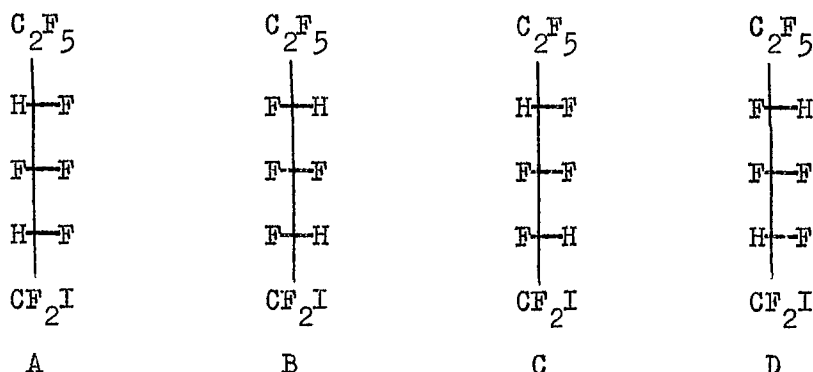 C₂F₅ C₂F₅ C₂F₅ C₂F₅
H F F H H F F H
F F F F F F F F
H F F H F H H F
CF₂I CF₂I CF₂I CF₂I
A B C D